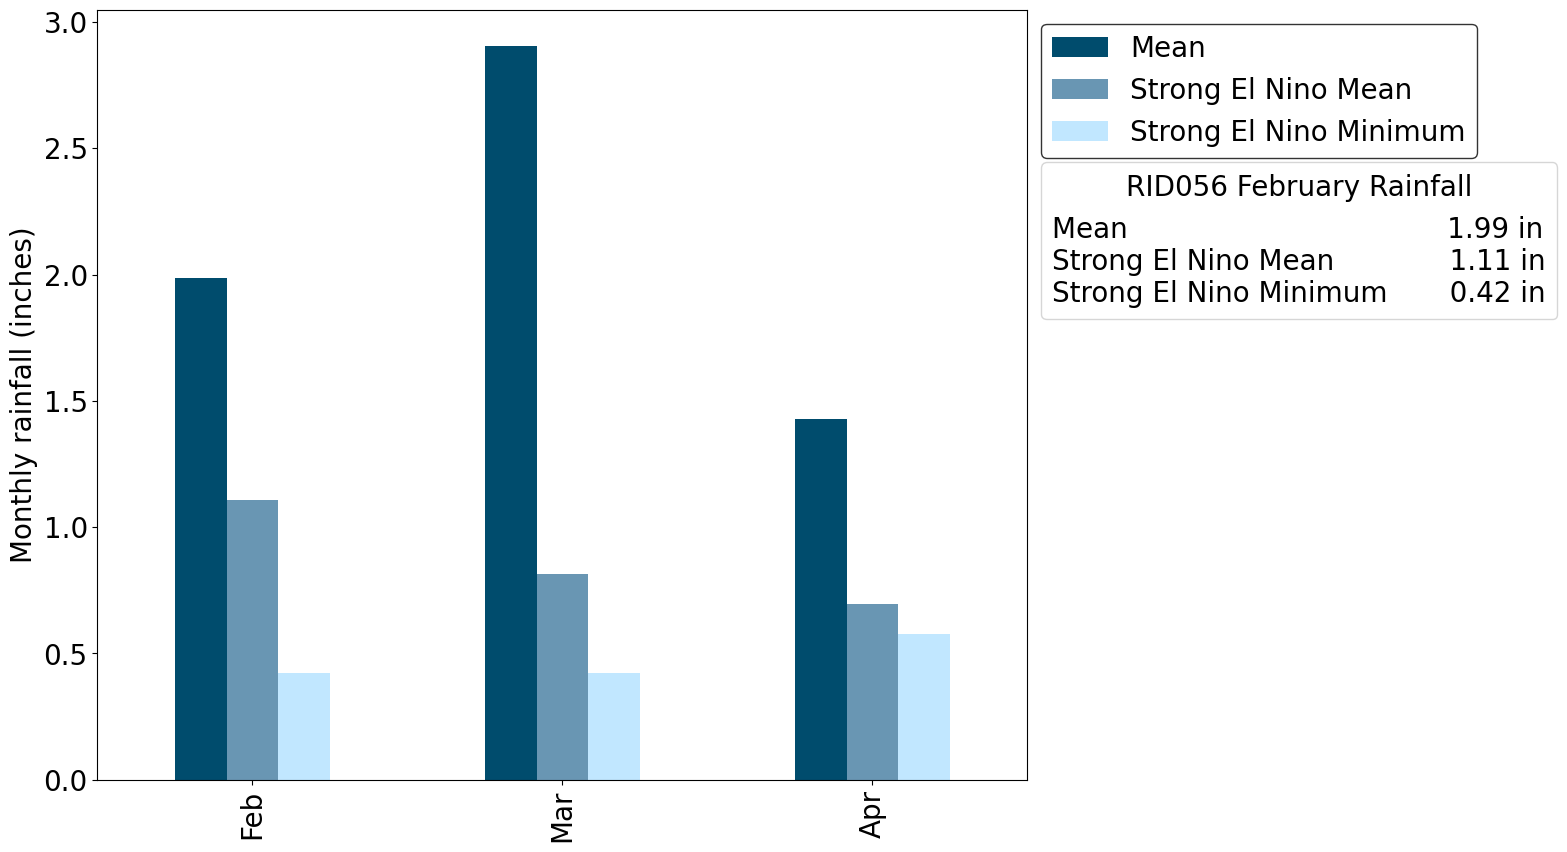 3.0
2.5
2.0
1.5
1.0
0.5
0.0
Monthly rainfall (inches)
Feb
Mar
Apr
Mean
Strong El Nino Mean
Strong El Nino Minimum
RID056 February Rainfall
Mean 1.99 in
Strong El Nino Mean 1.11 in
Strong El Nino Minimum 0.42 in